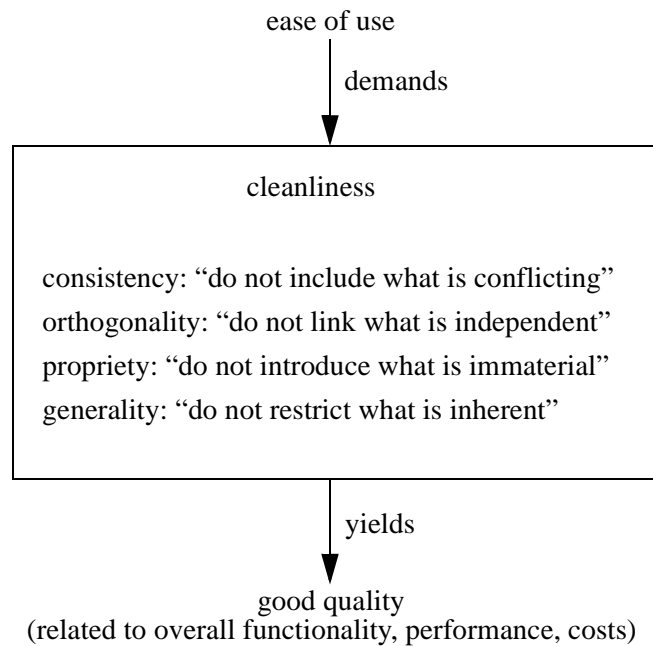 ease of use
demands
cleanliness
consistency: “do not include what is conflicting”
orthogonality: “do not link what is independent”
propriety: “do not introduce what is immaterial”
generality: “do not restrict what is inherent”
yields
good quality
(related to overall functionality, performance, costs)